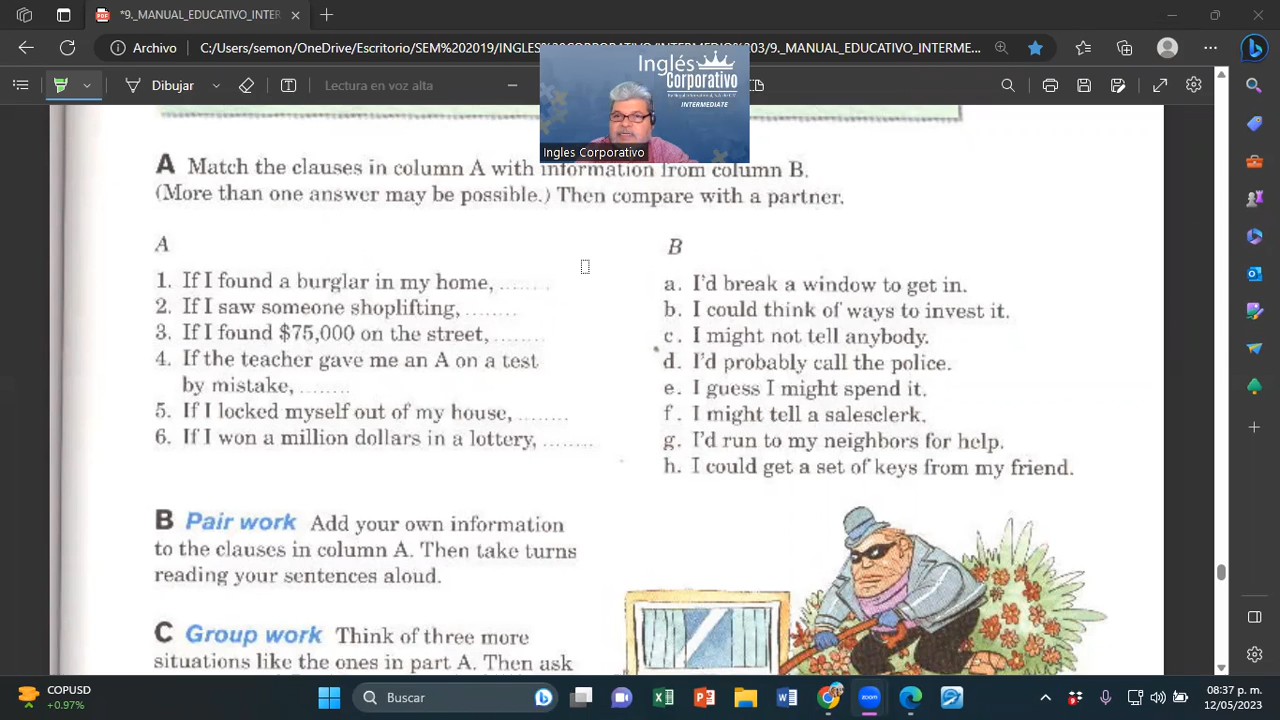 *9._MANUAL_EDUCATIVO_INTER
Archivo
C:/Users/semon/OneDrive/Escritorio/SEM%202019/INGLES%20CORPORATIVO/INTERMEDIO%203/9_MANUAL_EDUCATIVO_INTERME...
Dibujar
Lectura en voz alta
Inglés
Corporativo
INTERMEDIATE
Ingles Corporativo
A Match the clauses in column A with information from column B.
(More than one answer may be possible.) Then compare with a partner.
A
1. If I found a burglar in my home, ........
2. If I saw someone shoplifting, ........
3. If I found $75,000 on the street, ........
4. If the teacher gave me an A on a test
by mistake, ........
5. If I locked myself out of my house, ........
6. If I won a million dollars in a lottery, ........
B
a. I'd break a window to get in.
b. I could think of ways to invest it.
c. I might not tell anybody.
d. I'd probably call the police.
e. I guess I might spend it.
f. I might tell a salesclerk.
g. I'd run to my neighbors for help.
h. I could get a set of keys from my friend.
B Pair work Add your own information
to the clauses in column A. Then take turns
reading your sentences aloud.
C Group work Think of three more
situations like the ones in part A. Then ask
COPUSD
+0.97%
Buscar
08:37 p. m.
12/05/2023